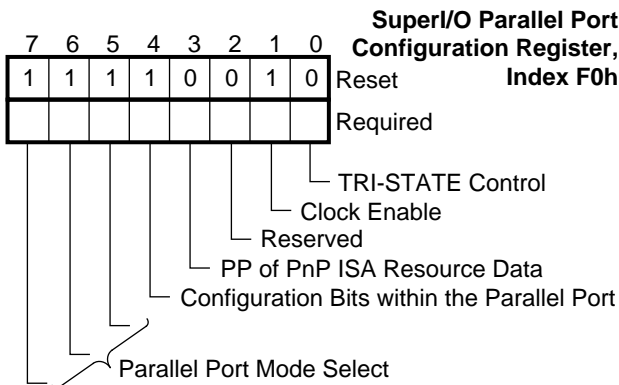 SuperI/O Parallel Port
Configuration Register,
Index F0h
7 6 5 4 3 2 1 0
1 1 1 1 0 0 1 0 Reset
Required
TRI-STATE Control
Clock Enable
Reserved
PP of PnP ISA Resource Data
Configuration Bits within the Parallel Port
Parallel Port Mode Select